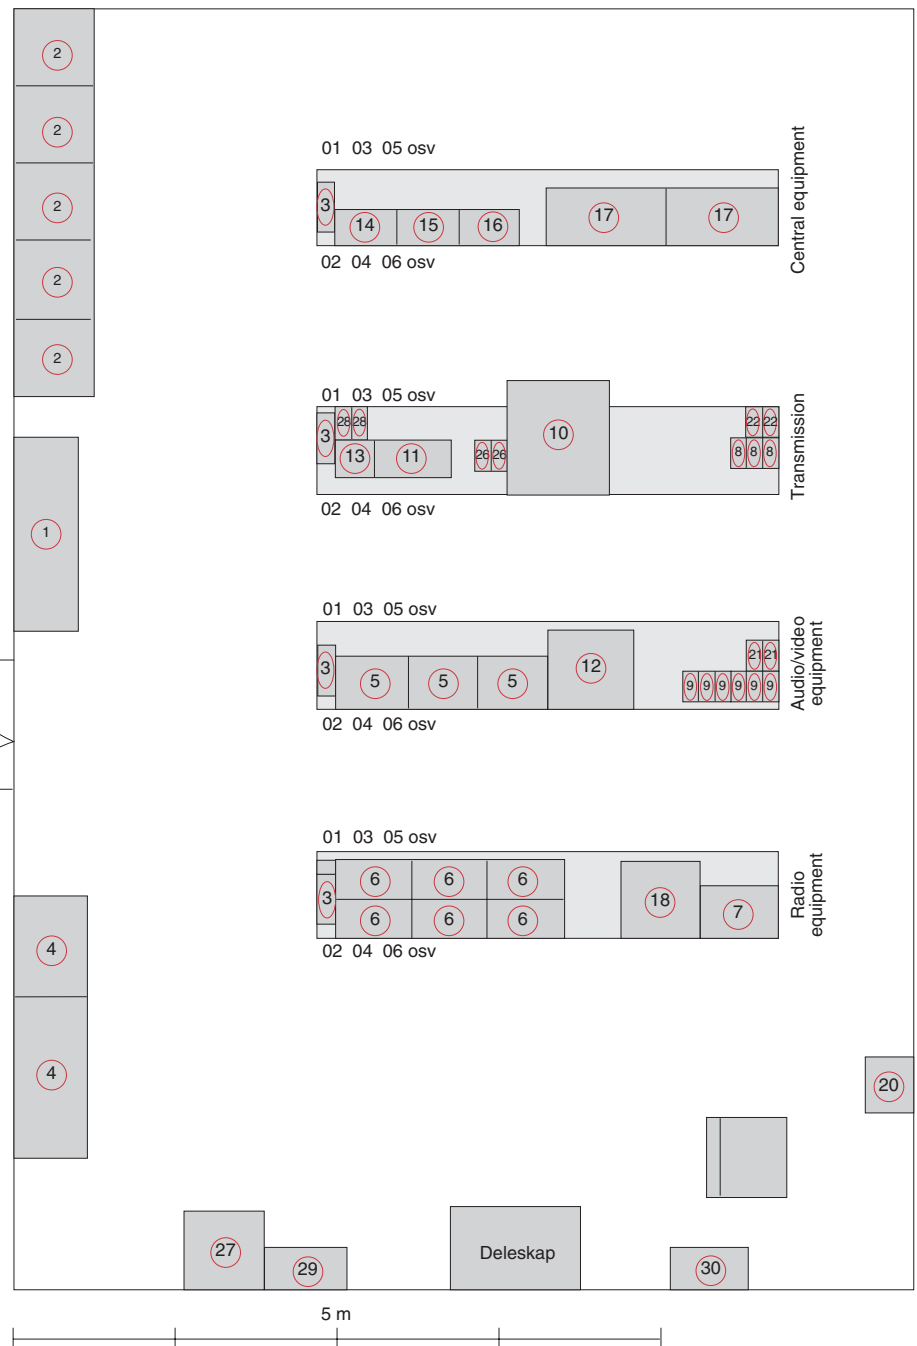 2
2
2
2
2
1
4
4
01 03 05 osv
3
14 15 16 17 17
02 04 06 osv
Central equipment
01 03 05 osv
28 28 22 22
3 13 11 26 26 10 8 8 8
02 04 06 osv
Transmission
01 03 05 osv
21 21
3 5 5 5 12 9 9 9 9 9 9
02 04 06 osv
Audio/video
equipment
01 03 05 osv
6 6 6
3 18 7
6 6 6
02 04 06 osv
Radio
equipment
20
27 29 Deleskap 30
5 m